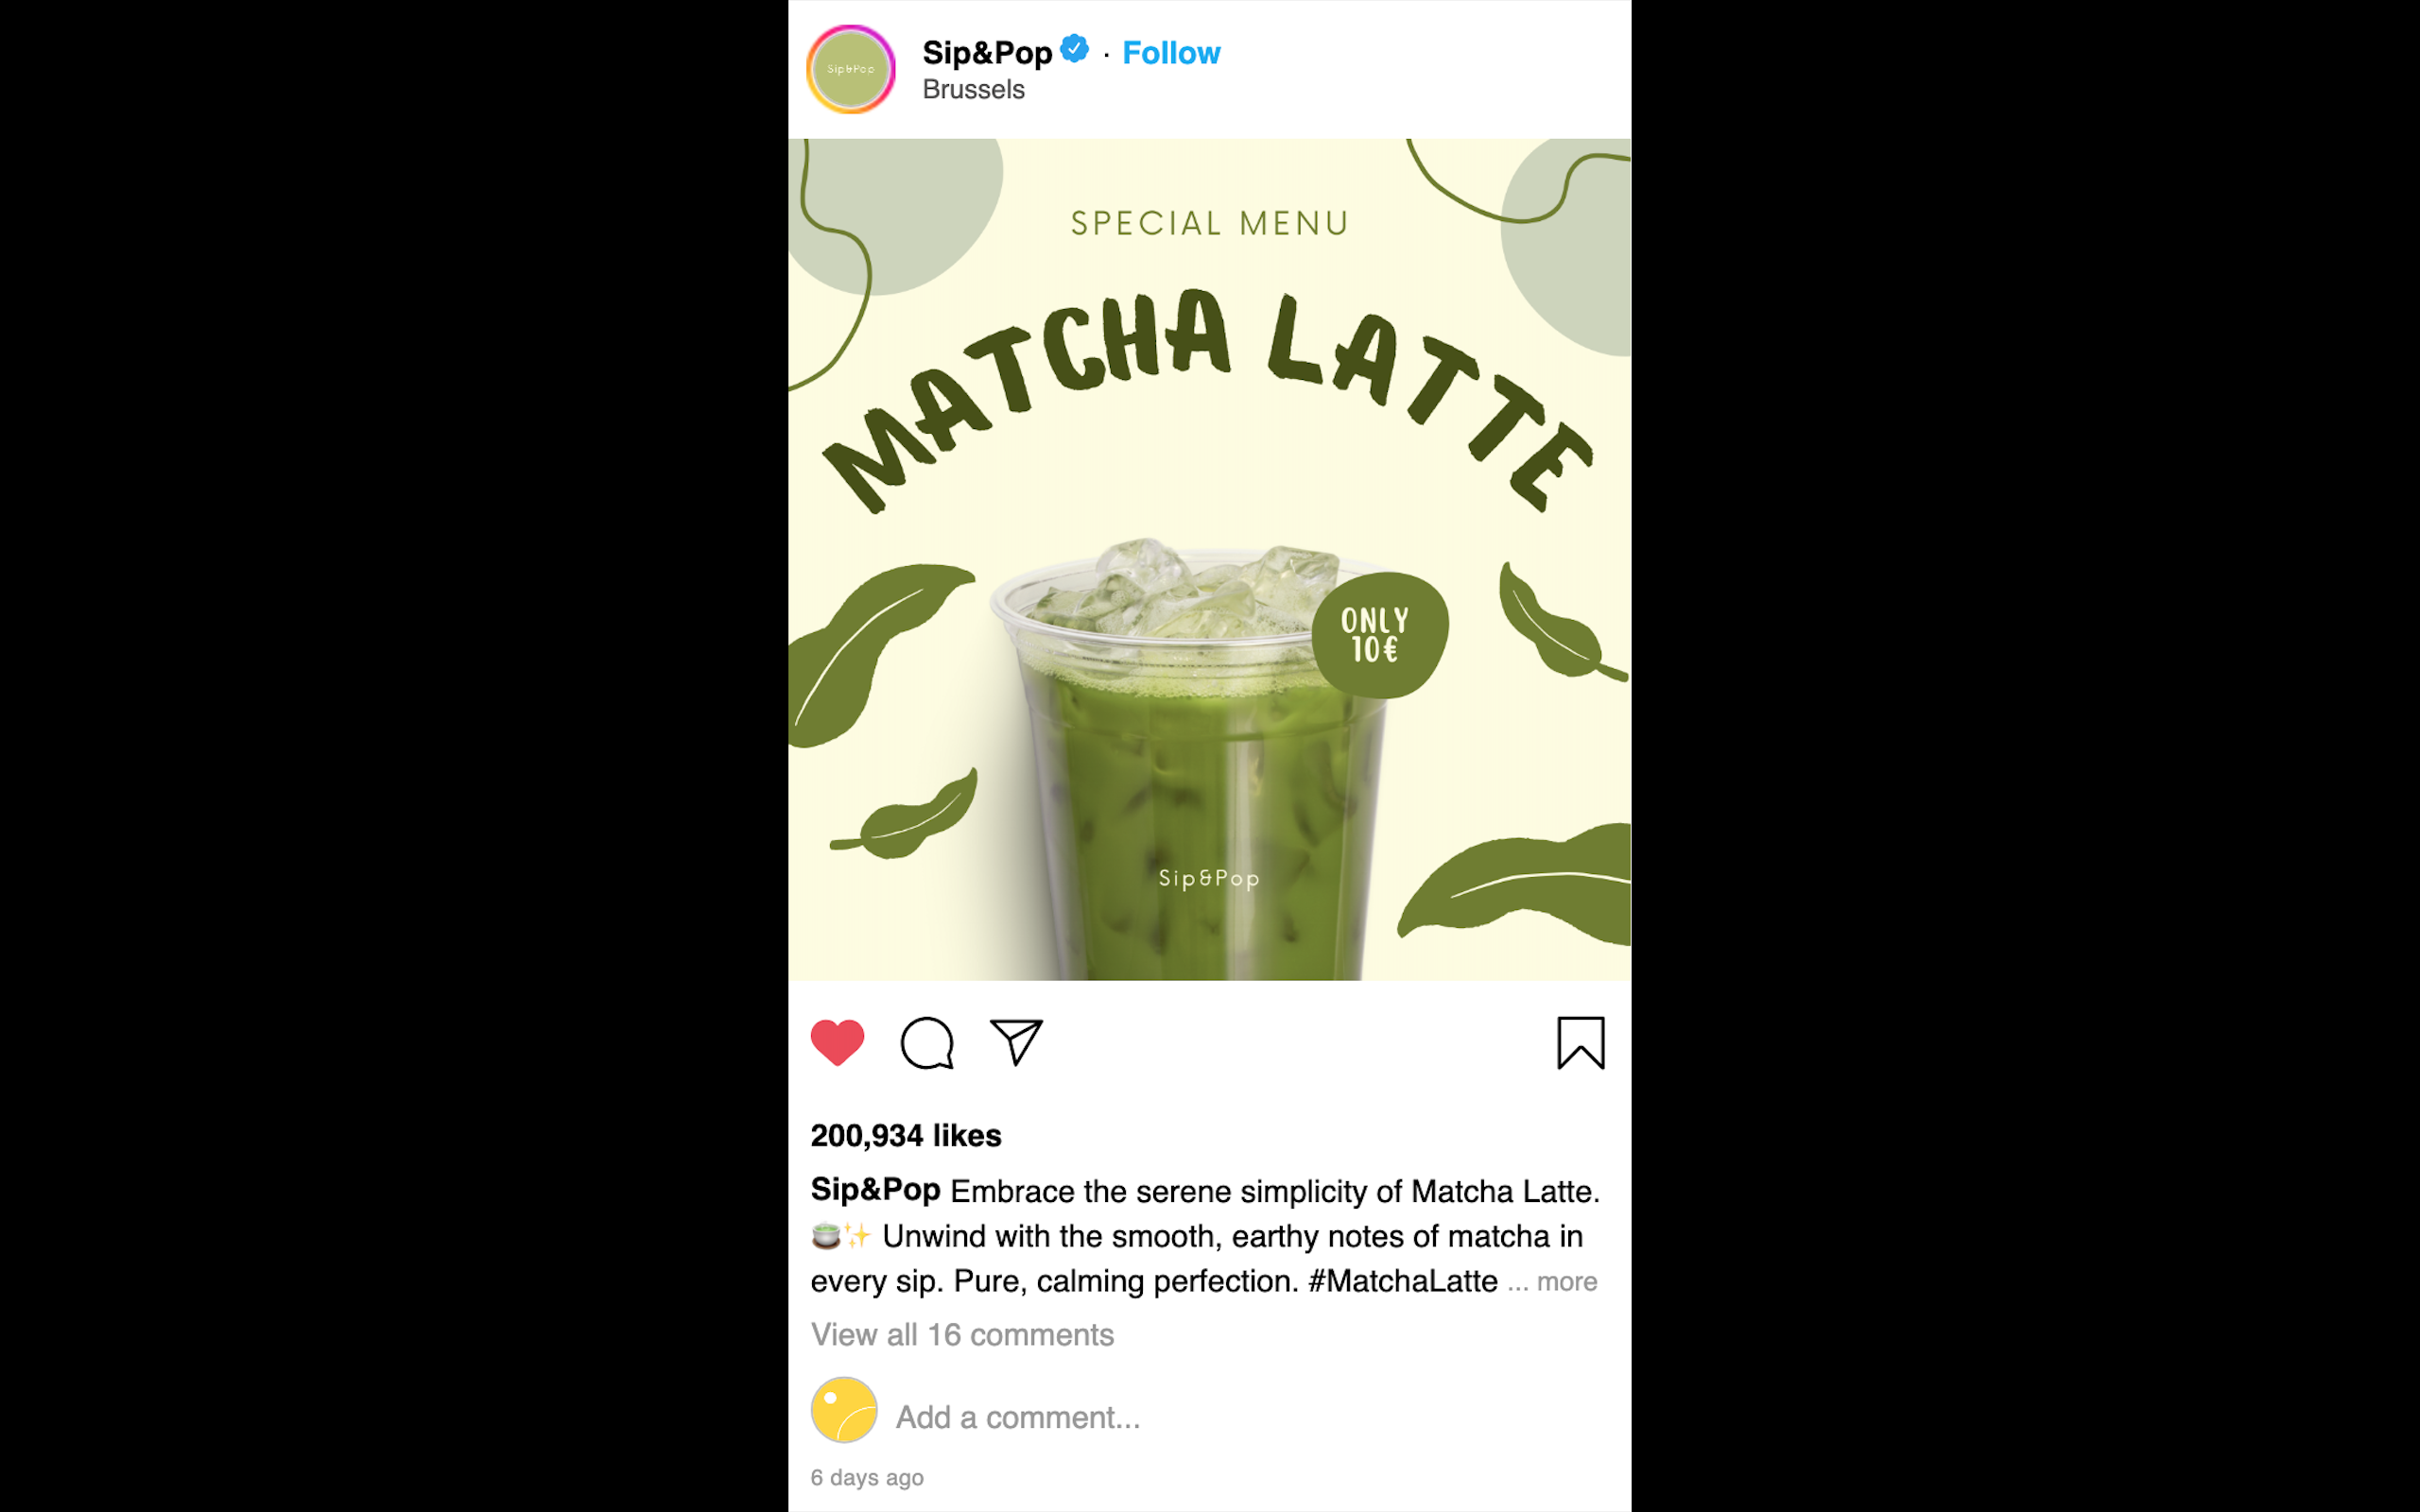 Sip&Pop
Sip&Pop · Follow
Brussels
SPECIAL MENU
MATCHA LATTE
ONLY
10€
Sip&Pop
200,934 likes
Sip&Pop Embrace the serene simplicity of Matcha Latte.
🍵✨ Unwind with the smooth, earthy notes of matcha in
every sip. Pure, calming perfection. #MatchaLatte ... more
View all 16 comments
Add a comment...
6 days ago